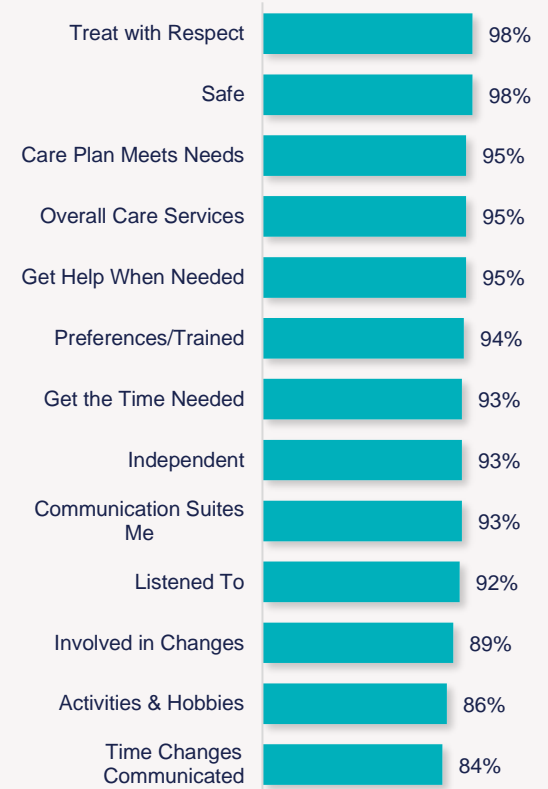 Treat with Respect 98%
Safe 98%
Care Plan Meets Needs 95%
Overall Care Services 95%
Get Help When Needed 95%
Preferences/Trained 94%
Get the Time Needed 93%
Independent 93%
Communication Suites
Me 93%
Listened To 92%
Involved in Changes 89%
Activities & Hobbies 86%
Time Changes
Communicated 84%